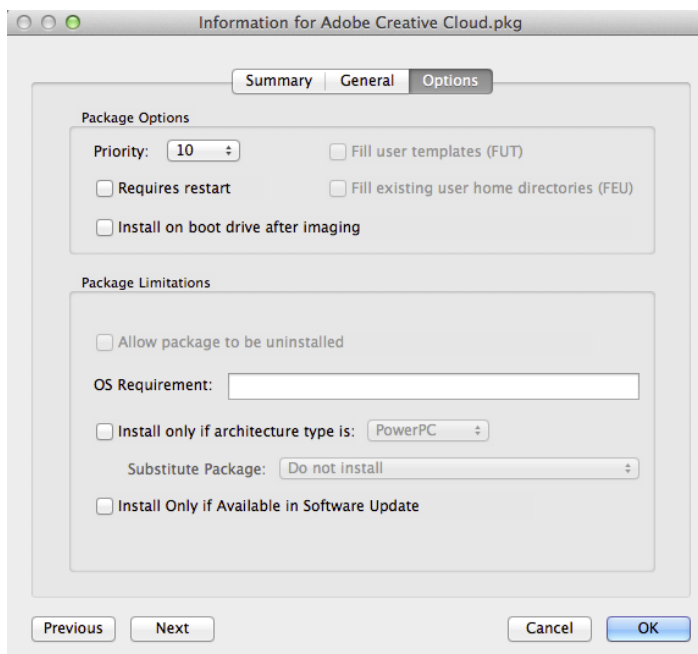 Information for Adobe Creative Cloud.pkg
Summary General Options
Package Options
Priority: 10 Fill user templates (FUT)
Requires restart Fill existing user home directories (FEU)
Install on boot drive after imaging
Package Limitations
Allow package to be uninstalled
OS Requirement:
Install only if architecture type is: PowerPC
Substitute Package: Do not install
Install Only if Available in Software Update
Previous Next Cancel OK